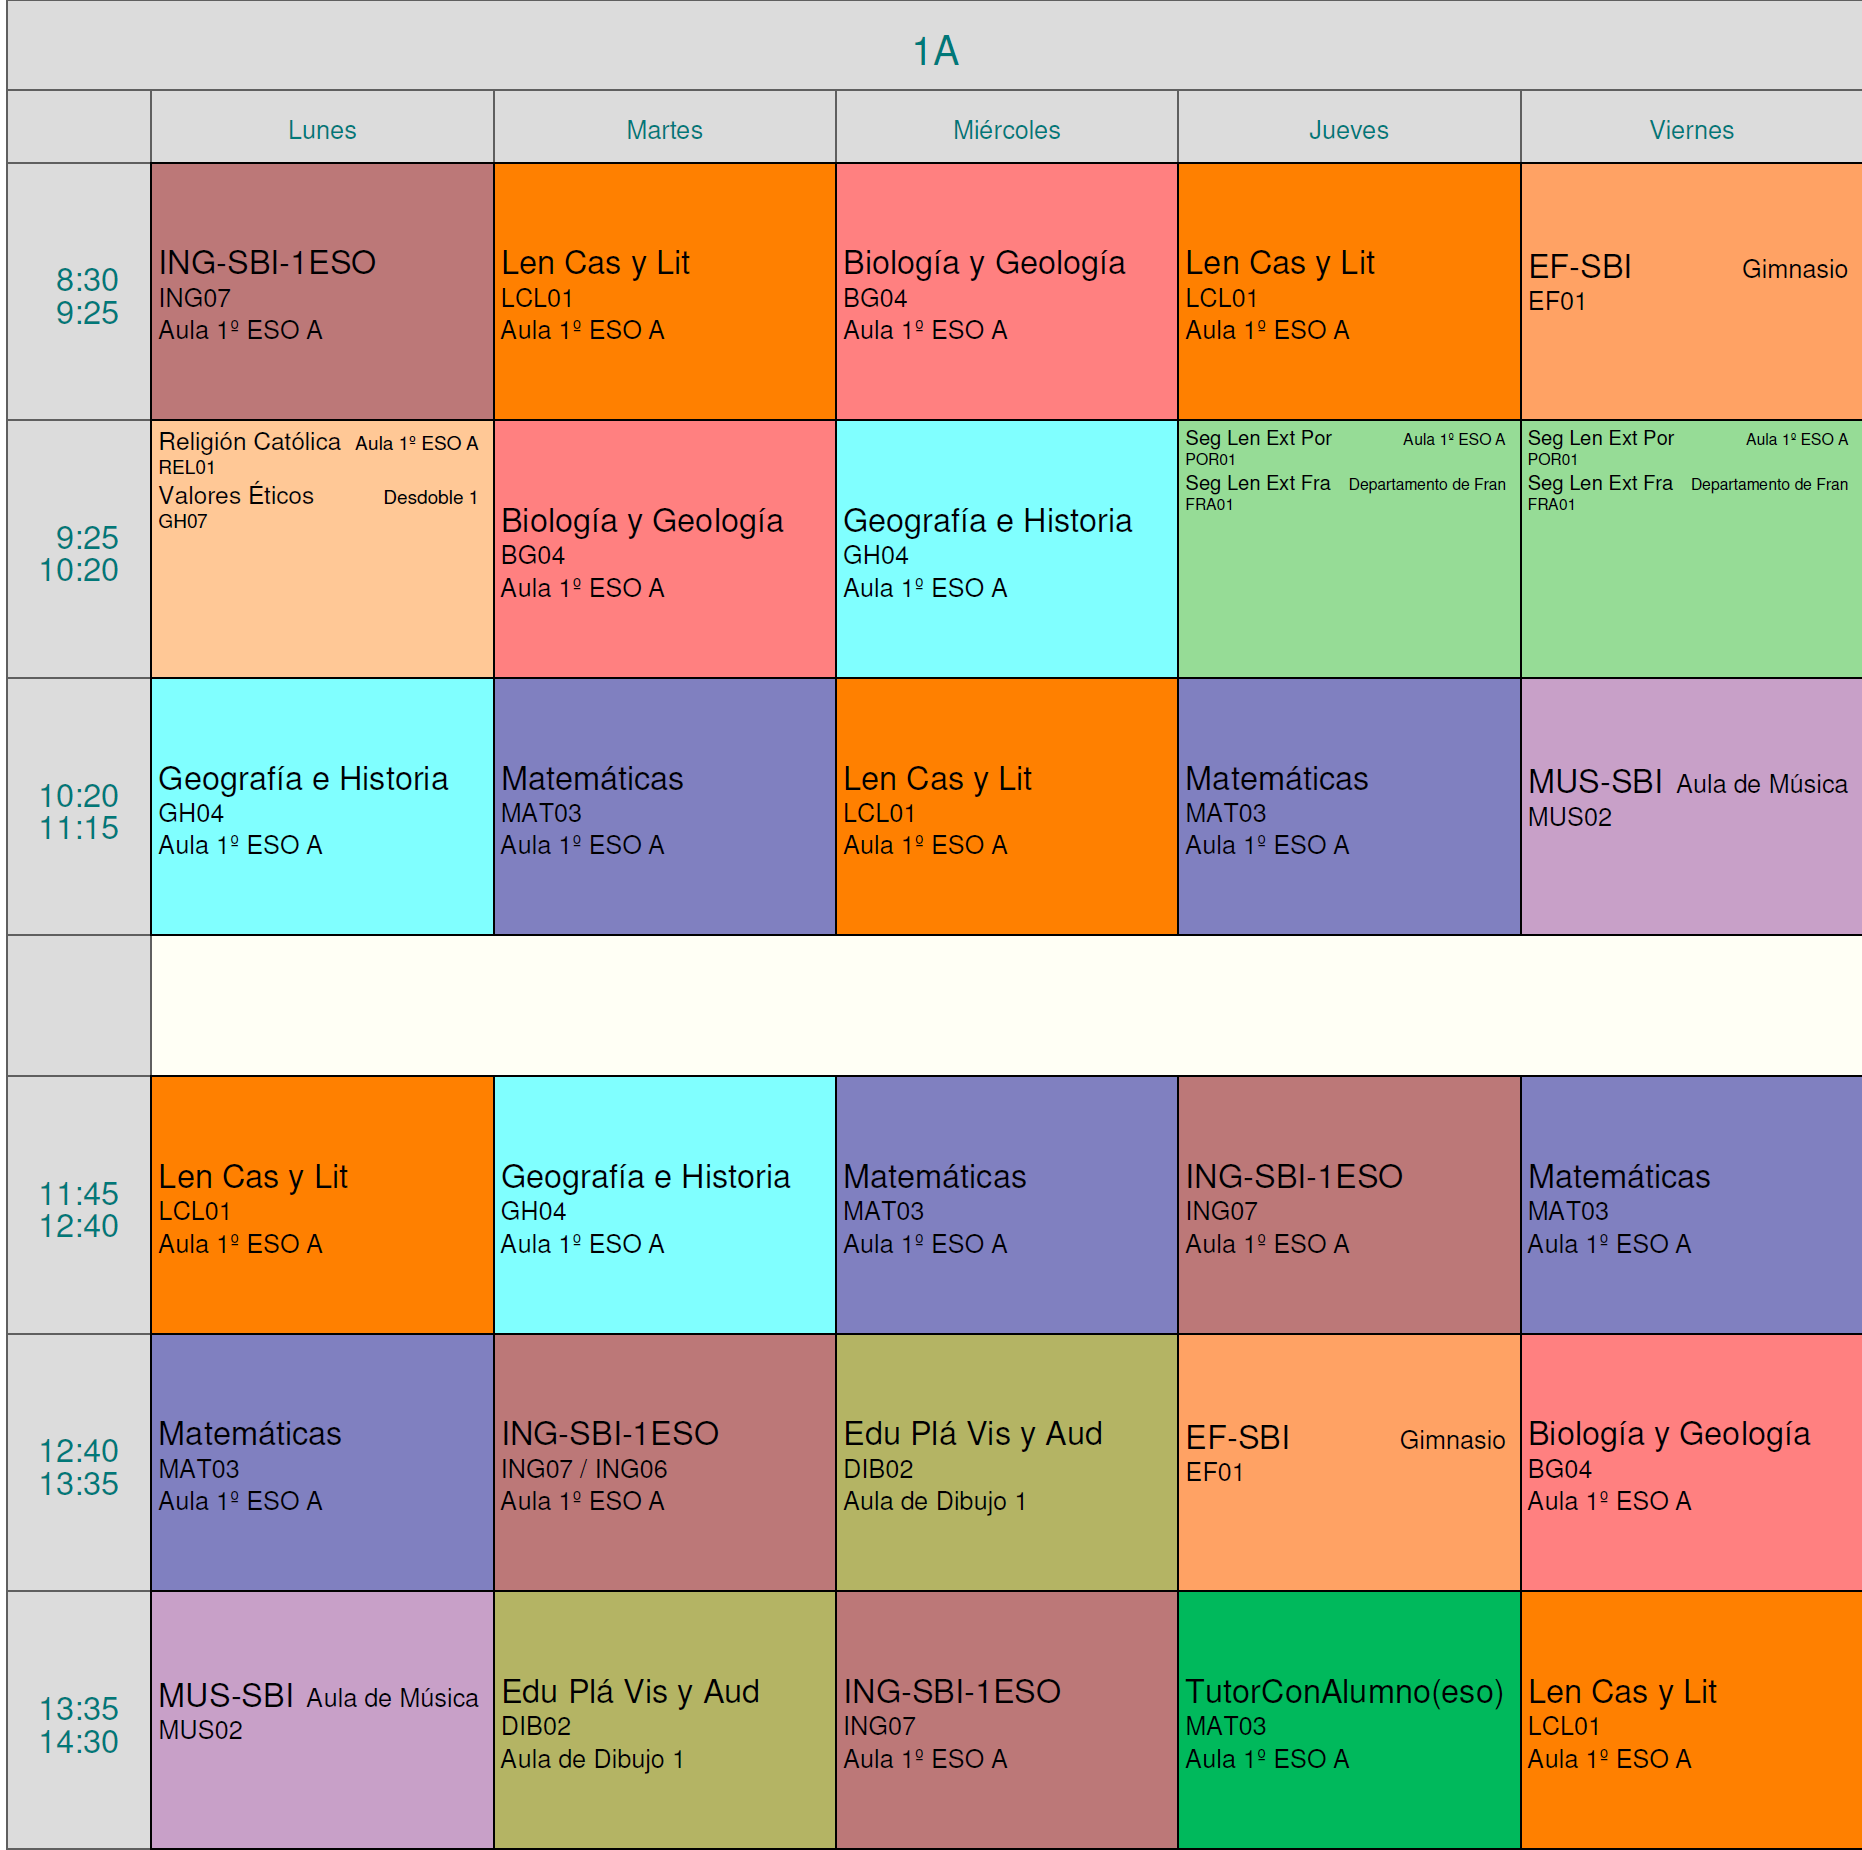 1A
Lunes Martes Miércoles Jueves Viernes
8:30
9:25
ING-SBI-1ESO
ING07
Aula 1º ESO A
Len Cas y Lit
LCL01
Aula 1º ESO A
Biología y Geología
BG04
Aula 1º ESO A
Len Cas y Lit
LCL01
Aula 1º ESO A
EF-SBI Gimnasio
EF01
9:25
10:20
Religión Católica Aula 1º ESO A
REL01
Valores Éticos Desdoble 1
GH07
Biología y Geología
BG04
Aula 1º ESO A
Geografía e Historia
GH04
Aula 1º ESO A
Seg Len Ext Por Aula 1º ESO A
POR01
Seg Len Ext Fra Departamento de Fran
FRA01
Seg Len Ext Por Aula 1º ESO A
POR01
Seg Len Ext Fra Departamento de Fran
FRA01
10:20
11:15
Geografía e Historia
GH04
Aula 1º ESO A
Matemáticas
MAT03
Aula 1º ESO A
Len Cas y Lit
LCL01
Aula 1º ESO A
Matemáticas
MAT03
Aula 1º ESO A
MUS-SBI Aula de Música
MUS02
11:45
12:40
Len Cas y Lit
LCL01
Aula 1º ESO A
Geografía e Historia
GH04
Aula 1º ESO A
Matemáticas
MAT03
Aula 1º ESO A
ING-SBI-1ESO
ING07
Aula 1º ESO A
Matemáticas
MAT03
Aula 1º ESO A
12:40
13:35
Matemáticas
MAT03
Aula 1º ESO A
ING-SBI-1ESO
ING07 / ING06
Aula 1º ESO A
Edu Plá Vis y Aud
DIB02
Aula de Dibujo 1
EF-SBI Gimnasio
EF01
Biología y Geología
BG04
Aula 1º ESO A
13:35
14:30
MUS-SBI Aula de Música
MUS02
Edu Plá Vis y Aud
DIB02
Aula de Dibujo 1
ING-SBI-1ESO
ING07
Aula 1º ESO A
TutorConAlumno(eso)
MAT03
Aula 1º ESO A
Len Cas y Lit
LCL01
Aula 1º ESO A